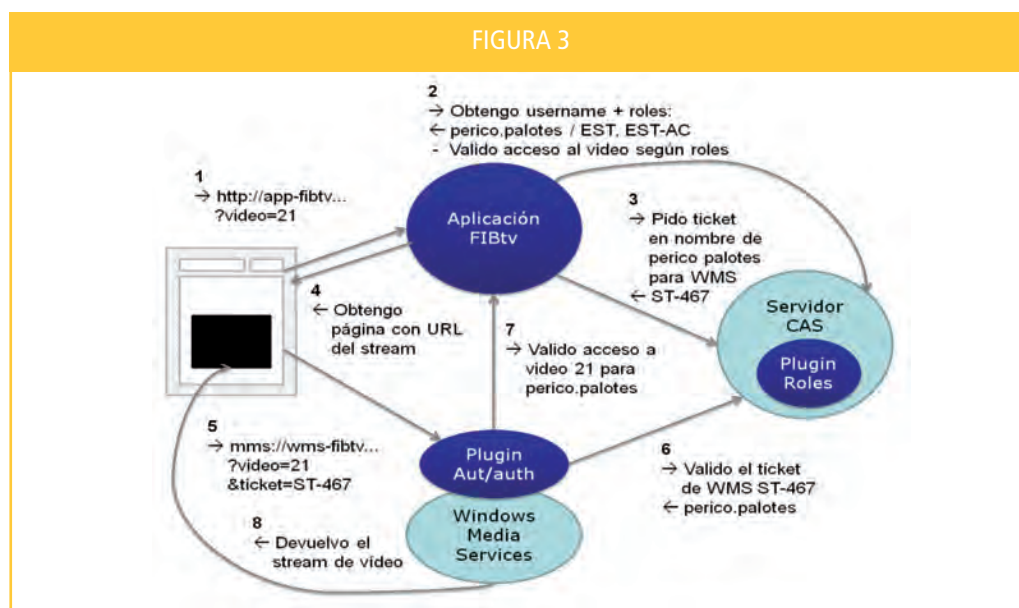 FIGURA 3
2
→ Obtengo username + roles:
← perico.palotes / EST, EST-AC
- Valido acceso al video según roles
1
→ http://app-fibtv...
?video=21
Aplicación
FIBtv
3
→ Pido ticket
en nombre de
perico palotes
para WMS
← ST-467
4
← Obtengo
página con URL
del stream
Servidor
CAS
Plugin
Roles
7
→ Valido acceso a
video 21 para
perico.palotes
5
→ mms://wms-fibtv...
?video=21
&ticket=ST-467
Plugin
Aut/auth
6
→ Valido el tícket
de WMS ST-467
← perico.palotes
Windows
Media
Services
8
← Devuelvo el
stream de vídeo